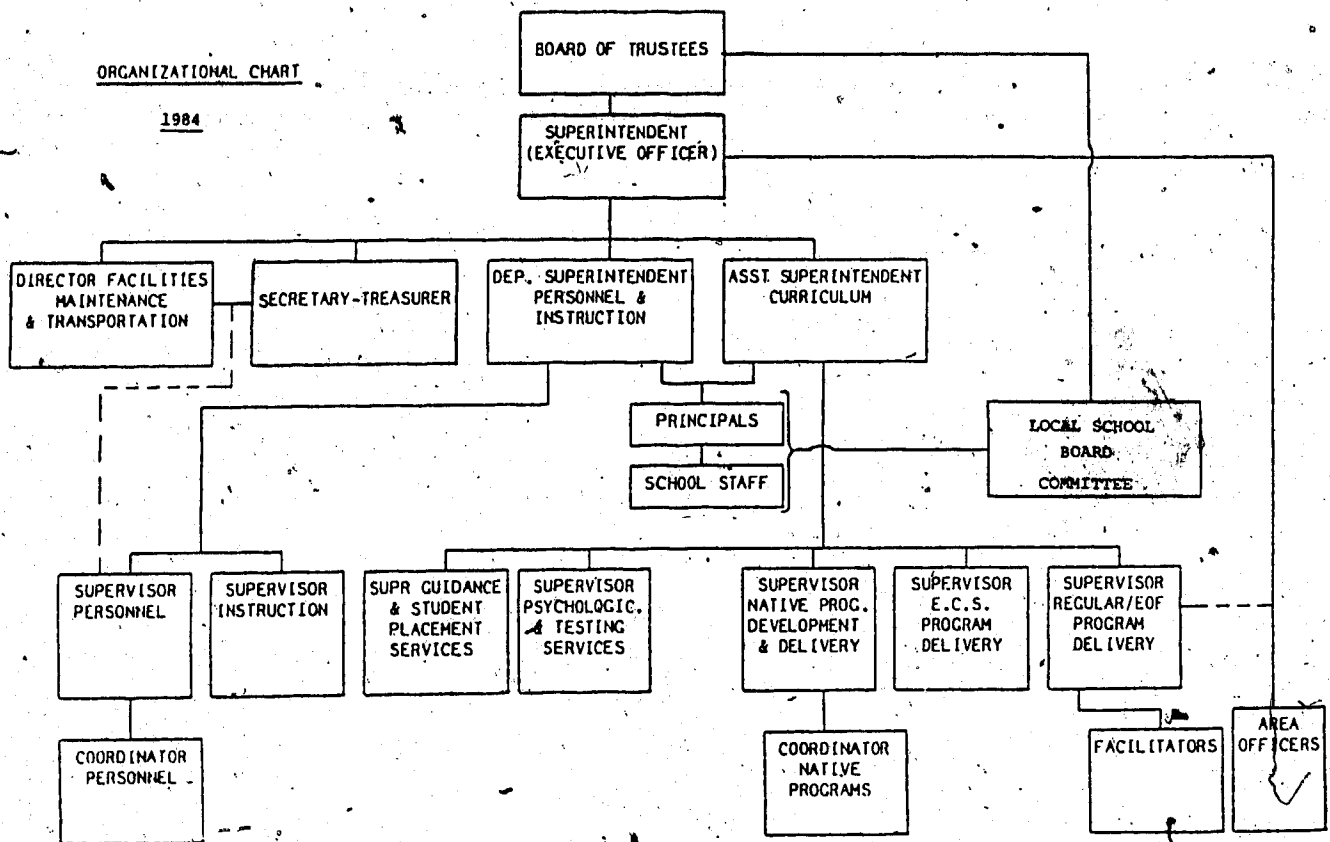 ORGANIZATIONAL CHART
1984
BOARD OF TRUSTEES
SUPERINTENDENT
(EXECUTIVE OFFICER)
DIRECTOR FACILITIES
MAINTENANCE
& TRANSPORTATION
SECRETARY-TREASURER
DEP. SUPERINTENDENT
PERSONNEL &
INSTRUCTION
ASST. SUPERINTENDENT
CURRICULUM
PRINCIPALS
SCHOOL STAFF
LOCAL SCHOOL
BOARD
COMMITTEE
SUPERVISOR
PERSONNEL
SUPERVISOR
INSTRUCTION
SUPR GUIDANCE
& STUDENT
PLACEMENT
SERVICES
SUPERVISOR
PSYCHOLOGIC.
& TESTING
SERVICES
SUPERVISOR
NATIVE PROG.
DEVELOPMENT
& DELIVERY
SUPERVISOR
E.C.S.
PROGRAM
DELIVERY
SUPERVISOR
REGULAR/EOF
PROGRAM
DELIVERY
COORDINATOR
PERSONNEL
COORDINATOR
NATIVE
PROGRAMS
FACILITATORS
AREA
OFFICERS